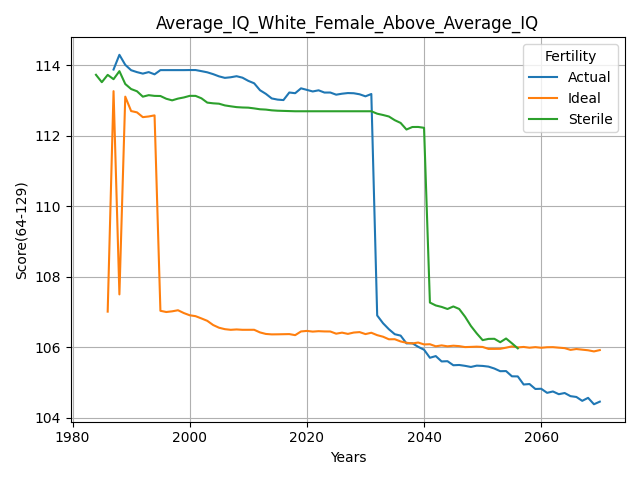 Average_IQ_White_Female_Above_Average_IQ
Fertility
Actual
Ideal
Sterile
Score(64-129)
114
112
110
108
106
104
1980
2000
2020
2040
2060
Years